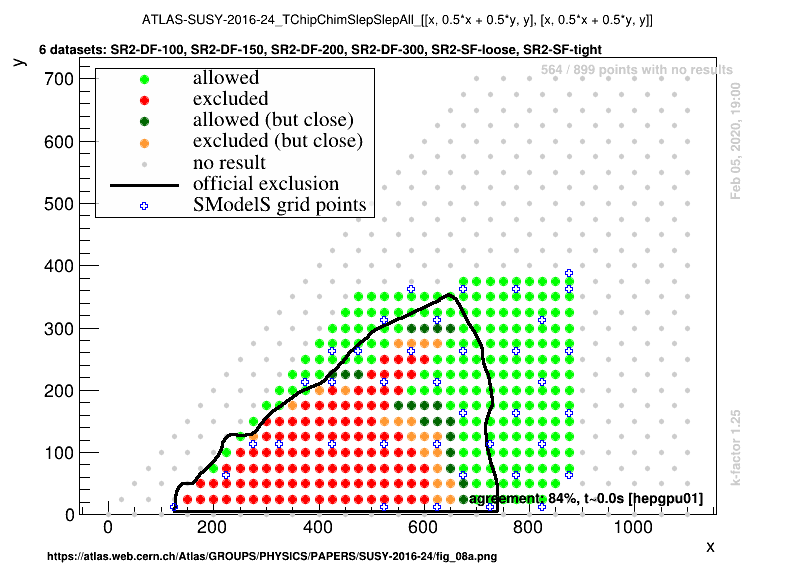 ATLAS-SUSY-2016-24_TChipChimSlepSlepAll_[[x, 0.5*x + 0.5*y, y], [x, 0.5*x + 0.5*y, y]]
6 datasets: SR2-DF-100, SR2-DF-150, SR2-DF-200, SR2-DF-300, SR2-SF-loose, SR2-SF-tight
y
564 / 899 points with no results
allowed
excluded
allowed (but close)
excluded (but close)
no result
official exclusion
SModelS grid points
Feb 05, 2020, 19:00
k-factor 1.25
700
600
500
400
300
200
100
0
agreement: 84%, t~0.0s [hepgpu01]
0 200 400 600 800 1000
x
https://atlas.web.cern.ch/Atlas/GROUPS/PHYSICS/PAPERS/SUSY-2016-24/fig_08a.png